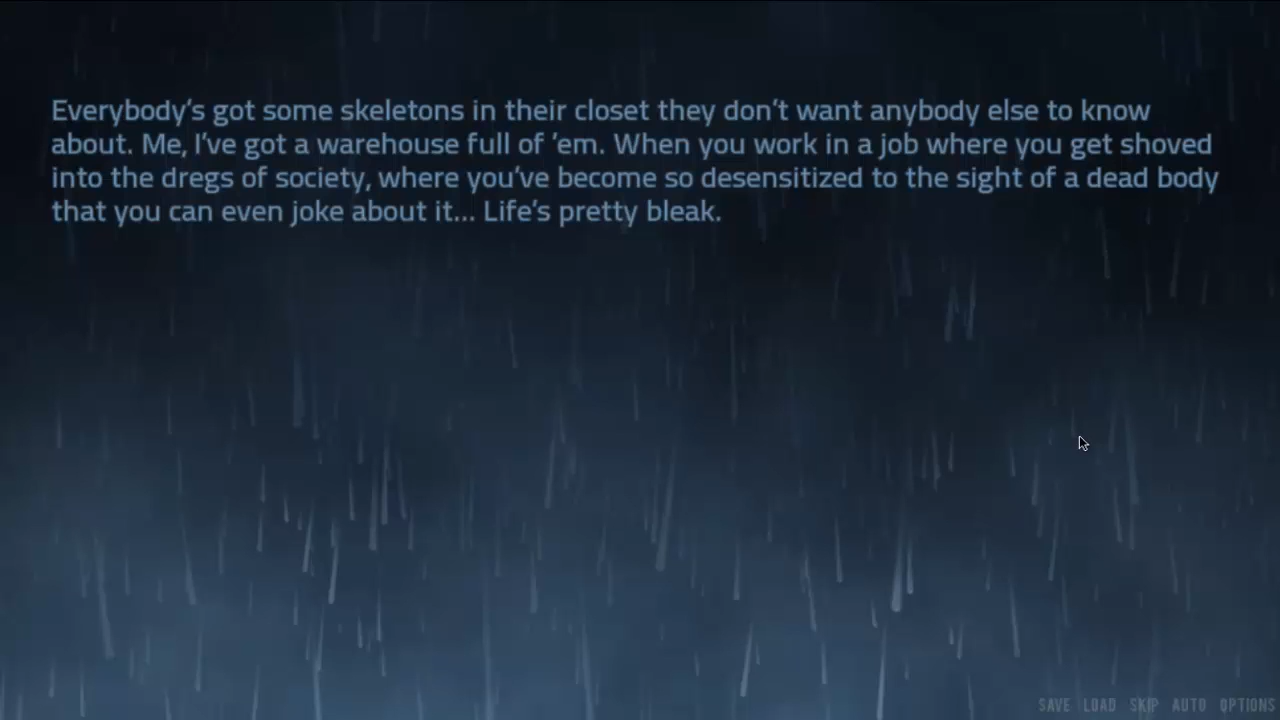 Everybody's got some skeletons in their closet they don't want anybody else to know
about. Me, I've got a warehouse full of 'em. When you work in a job where you get shoved
into the dregs of society, where you've become so desensitized to the sight of a dead body
that you can even joke about it... Life's pretty bleak.
SAVE LOAD SKIP AUTO OPTIONS